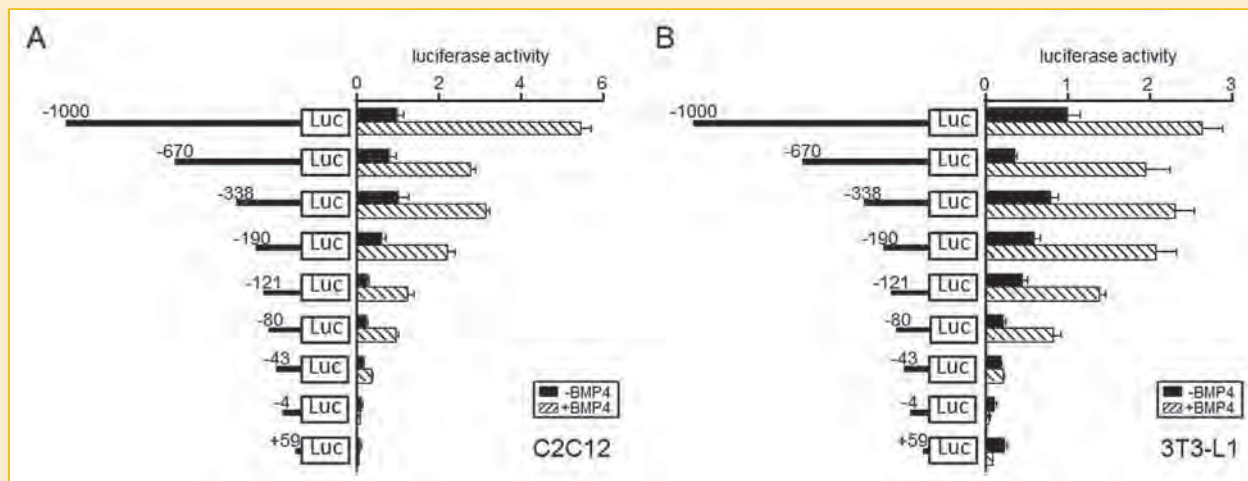 A
luciferase activity
0 2 4 6
-1000 Luc
-670 Luc
-338 Luc
-190 Luc
-121 Luc
-80 Luc
-43 Luc
-4 Luc
+59 Luc
-BMP4
+BMP4
C2C12
B
luciferase activity
0 1 2 3
-1000 Luc
-670 Luc
-338 Luc
-190 Luc
-121 Luc
-80 Luc
-43 Luc
-4 Luc
+59 Luc
-BMP4
+BMP4
3T3-L1